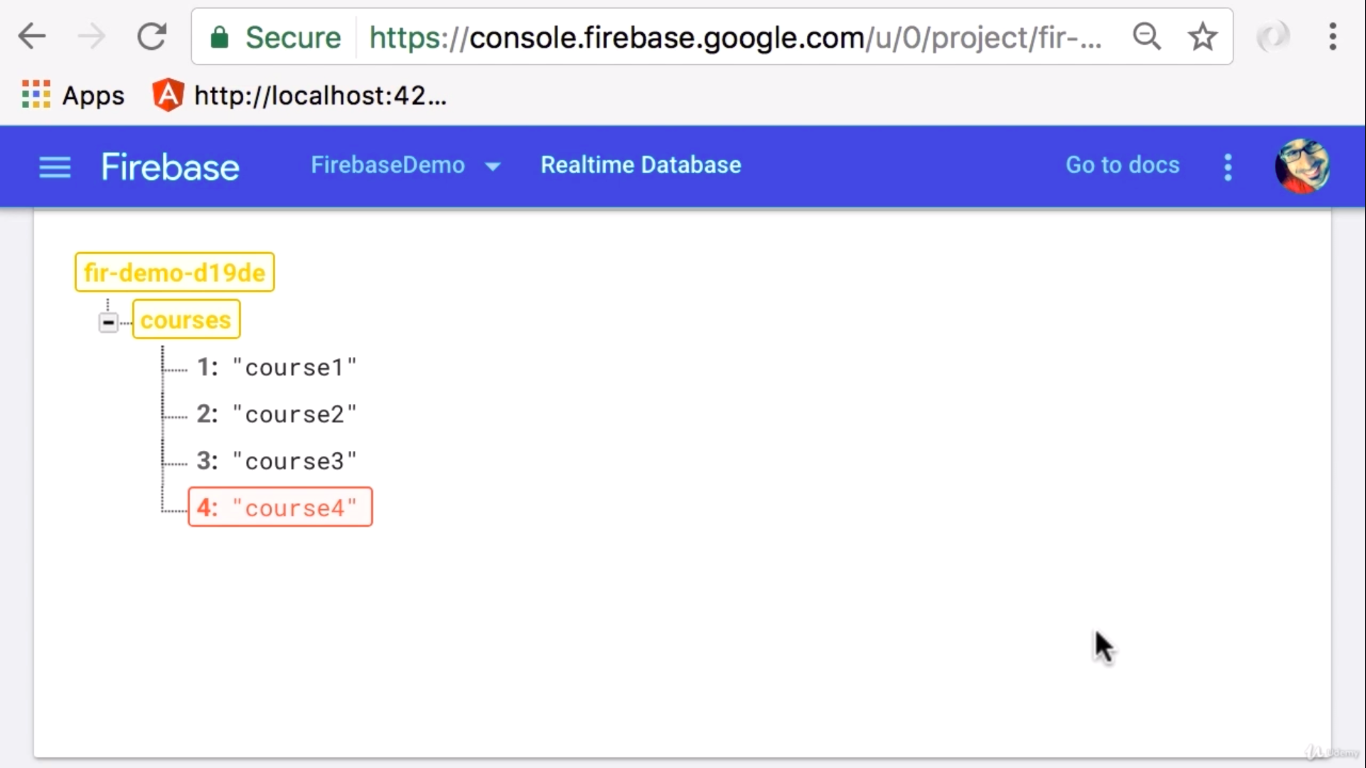 Secure https://console.firebase.google.com/u/0/project/fir-...
Apps http://localhost:42...
Firebase FirebaseDemo Realtime Database Go to docs
fir-demo-d19de
courses
1: "course1"
2: "course2"
3: "course3"
4: "course4"
Udemy